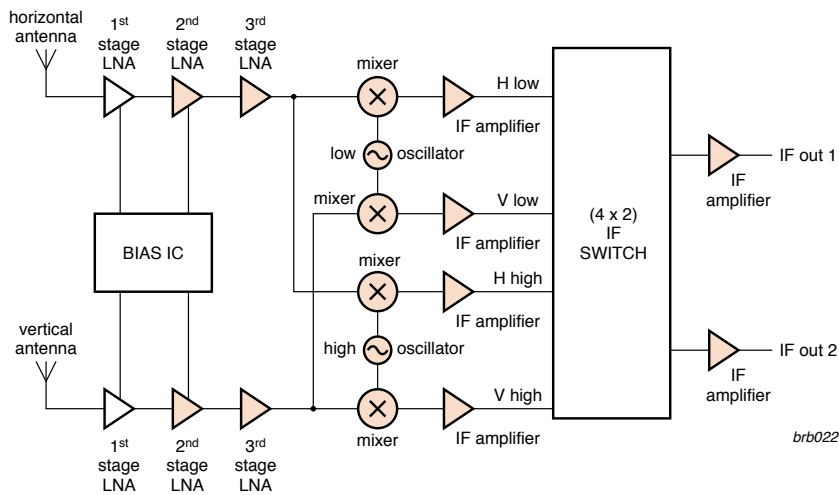 horizontal
antenna
1st
stage
LNA
2nd
stage
LNA
3rd
stage
LNA
mixer
H low
IF amplifier
low
oscillator
IF out 1
IF
amplifier
mixer
V low
IF amplifier
(4 x 2)
IF
SWITCH
BIAS IC
mixer
H high
IF amplifier
vertical
antenna
high
oscillator
IF out 2
IF
amplifier
V high
mixer
IF amplifier
1st
stage
LNA
2nd
stage
LNA
3rd
stage
LNA
brb022